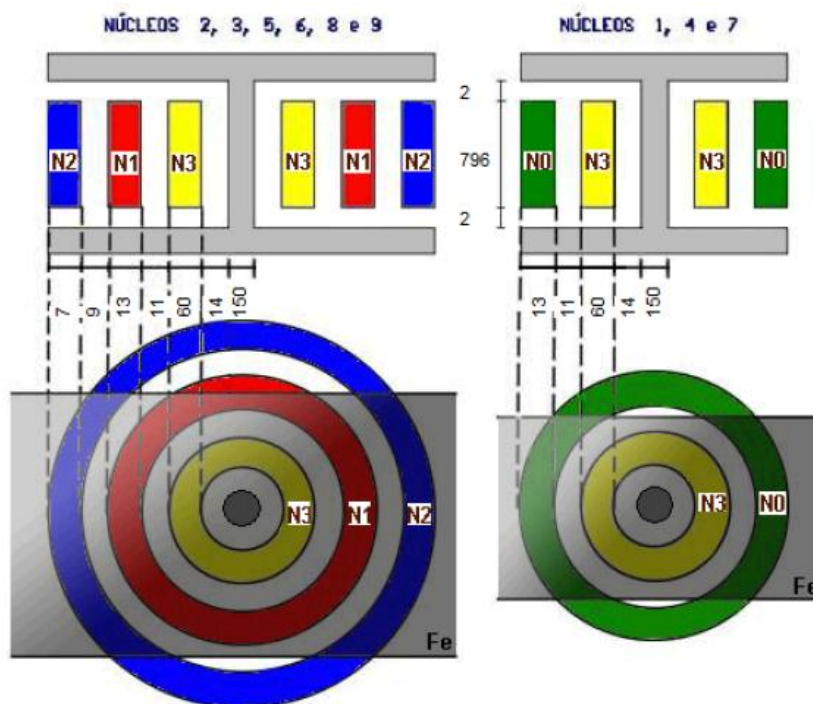 NÚCLEOS 2, 3, 5, 6, 8 e 9
NÚCLEOS 1, 4 e 7
2
796
2
N2 N1 N3 N3 N1 N2
N0 N3 N3 N0
7 9 13 11 60 14 150
13 11 60 14 150
N3 N1 N2
Fe
N3 N0
Fe